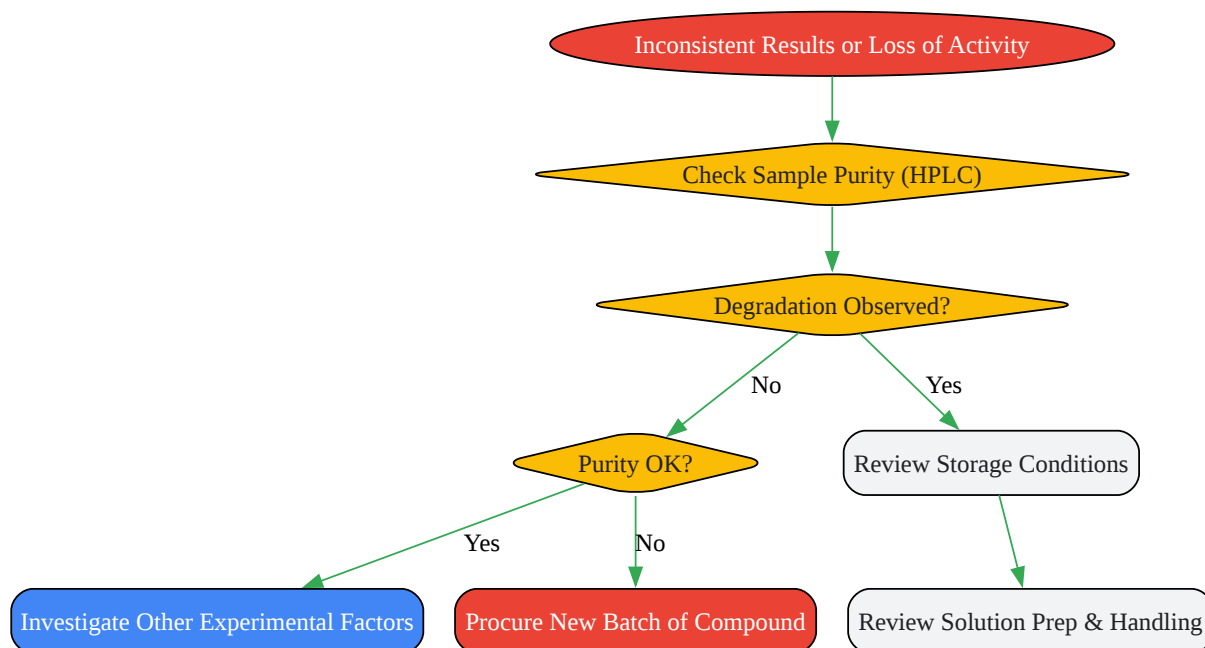 Inconsistent Results or Loss of Activity
Check Sample Purity (HPLC)
Degradation Observed?
No
Yes
Purity OK?
Review Storage Conditions
Yes
No
Investigate Other Experimental Factors
Procure New Batch of Compound
Review Solution Prep & Handling